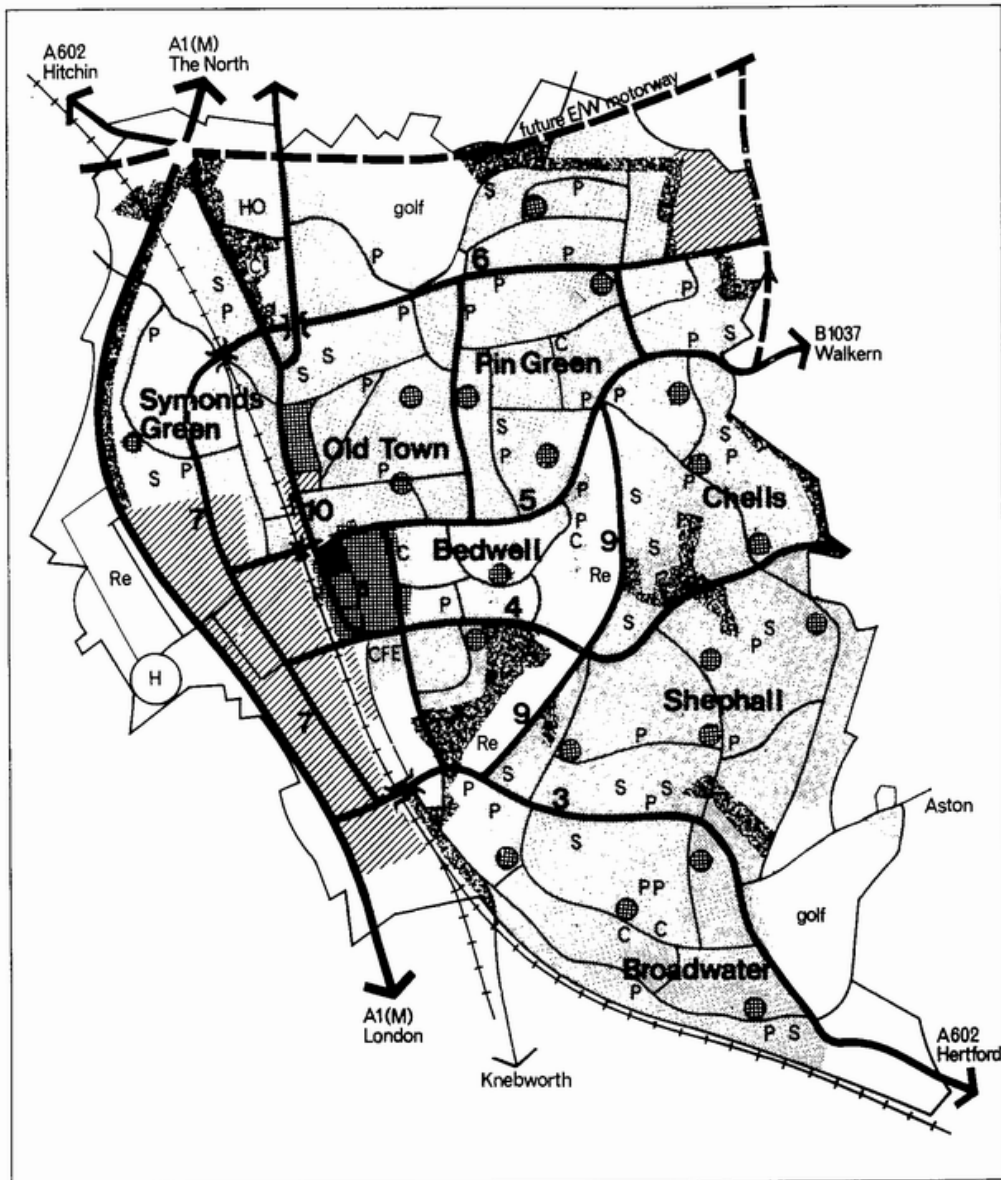 A602
Hitchin
A1(M)
The North
future E/W motorway
S
P
HO
golf
P
C
P
6
P
S
P
P
P
P
P
P
S
B1037
Walkern
C
Pin Green
S
S
P
P
P
Symonds
Green
S
S
P
Old Town
P
P
S
P
Chells
S
P
7
10
5
S
P
C
9
S
Re
C
Bedwell
Re
P
P
4
S
S
P
CFE
H
Shephall
7
9
P
P
Re
S
S
S
P
P
P
3
S
Aston
P P
golf
C
C
Broadwater
P
P
S
A1(M)
London
Knebworth
A602
Hertford